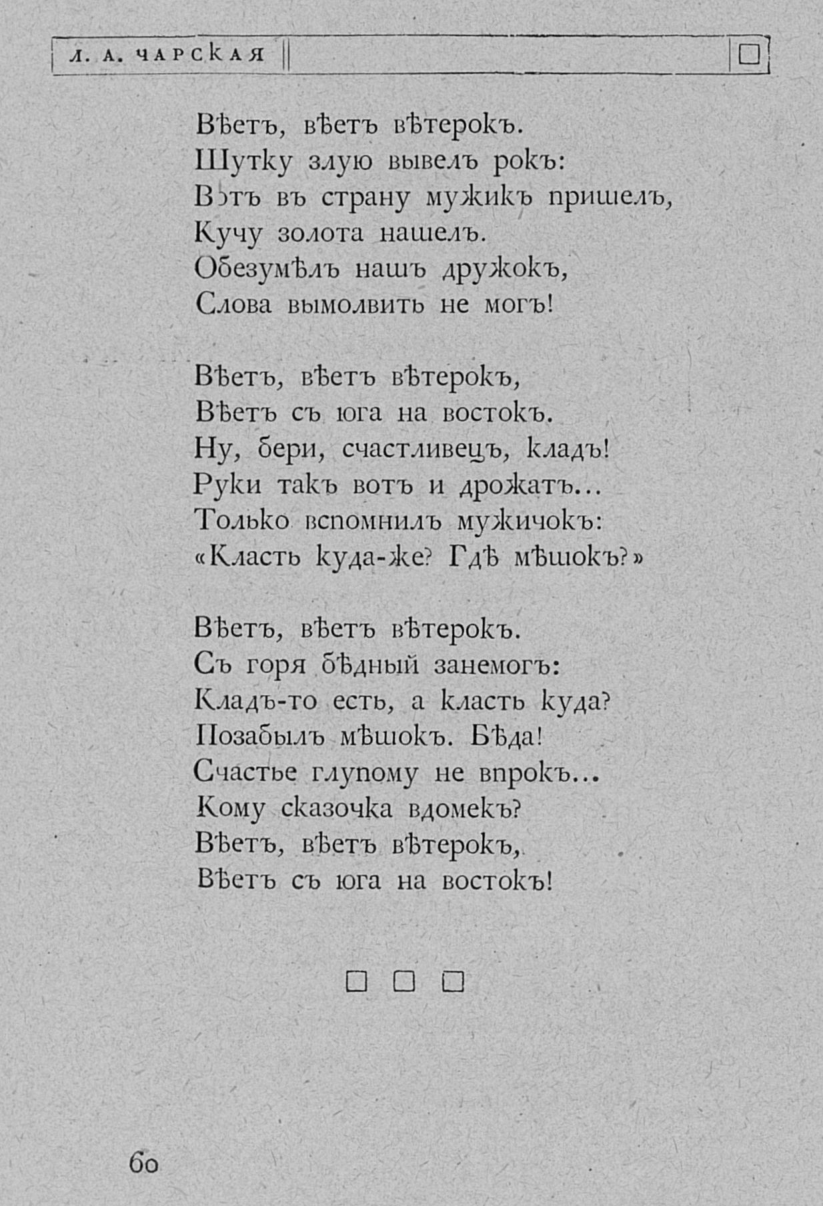 Л. А. ЧАРСКАЯ
Вѣетъ, вѣетъ вѣтерокъ.
Шутку злую вывелъ рокъ:
Вотъ въ страну мужикъ пришелъ,
Кучу золота нашелъ.
Обезумѣлъ нашъ дружокъ,
Слова вымолвить не могъ!
Вѣетъ, вѣетъ вѣтерокъ,
Вѣетъ съ юга на востокъ.
Ну, бери, счастливецъ, кладъ!
Руки такъ вотъ и дрожатъ...
Только вспомнилъ мужичокъ:
«Класть куда-же? Гдѣ мѣшокъ?»
Вѣетъ, вѣетъ вѣтерокъ.
Съ горя бѣдный занемогъ:
Кладъ-то есть, а класть куда?
Позабылъ мѣшокъ. Бѣда!
Счастье глупому не впрокъ...
Кому сказочка вдомекъ?
Вѣетъ, вѣетъ вѣтерокъ,
Вѣетъ съ юга на востокъ!
60